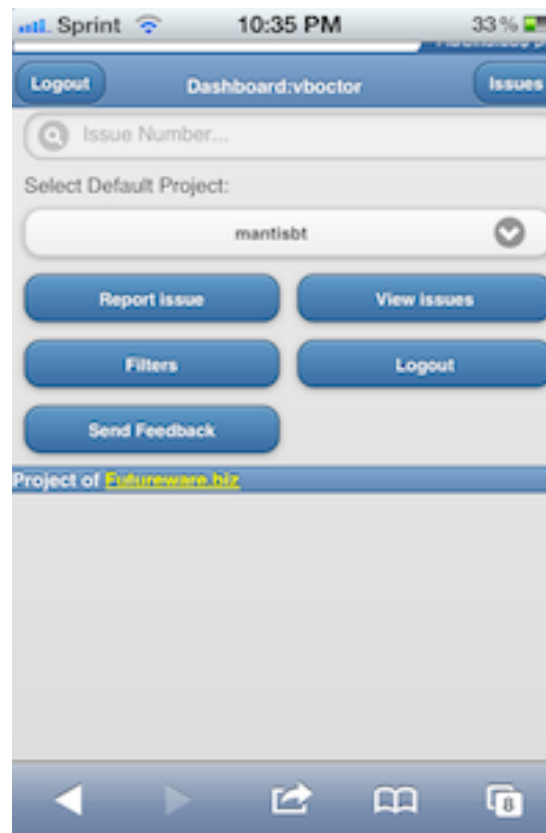 Sprint 10:35 PM 33%
Logout Dashboard:vboctor Issues
Issue Number...
Select Default Project:
mantisbt
Report issue View issues
Filters Logout
Send Feedback
Project of Futureware.biz
8